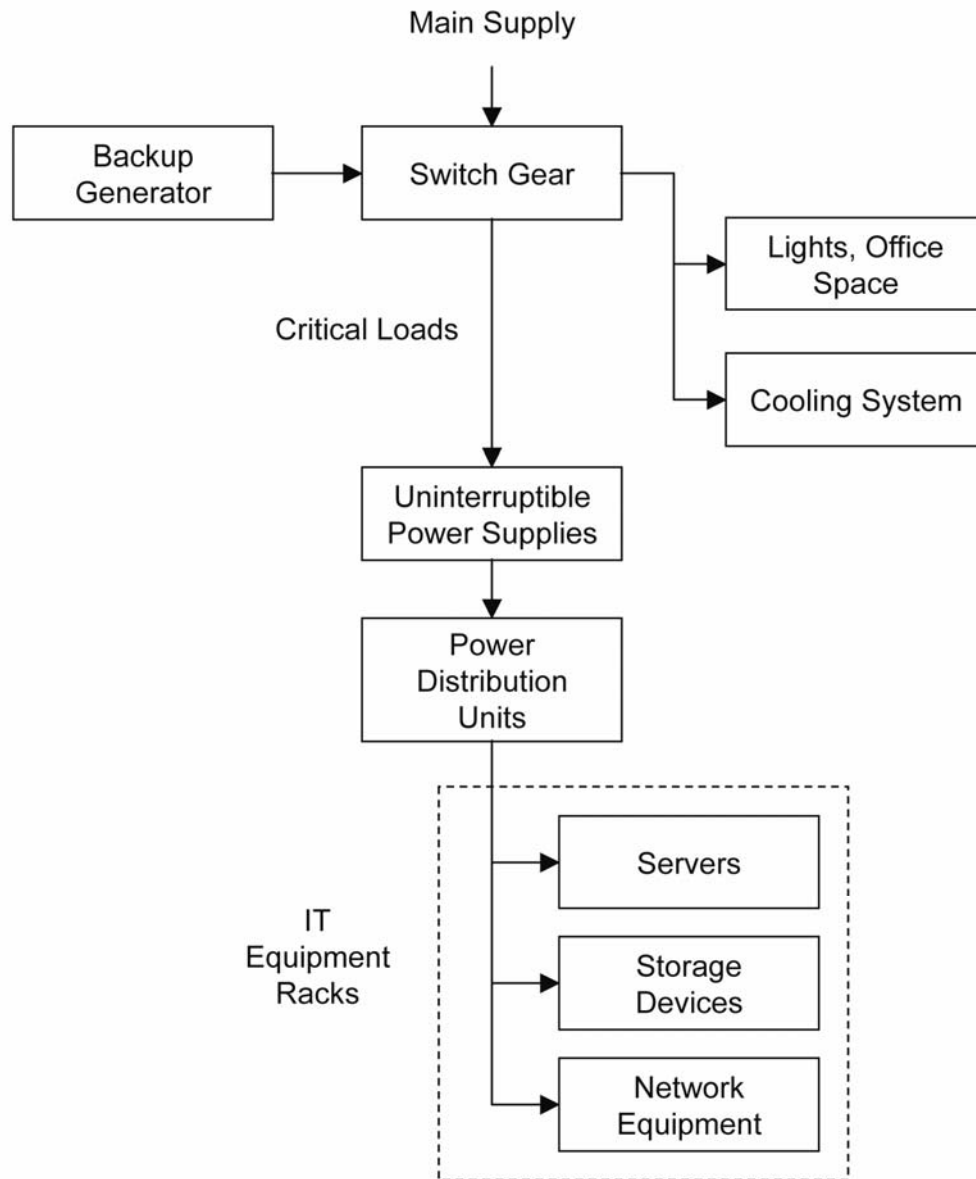 Main Supply
Backup
Generator
Switch Gear
Lights, Office
Space
Critical Loads
Cooling System
Uninterruptible
Power Supplies
Power
Distribution
Units
Servers
IT
Equipment
Racks
Storage
Devices
Network
Equipment